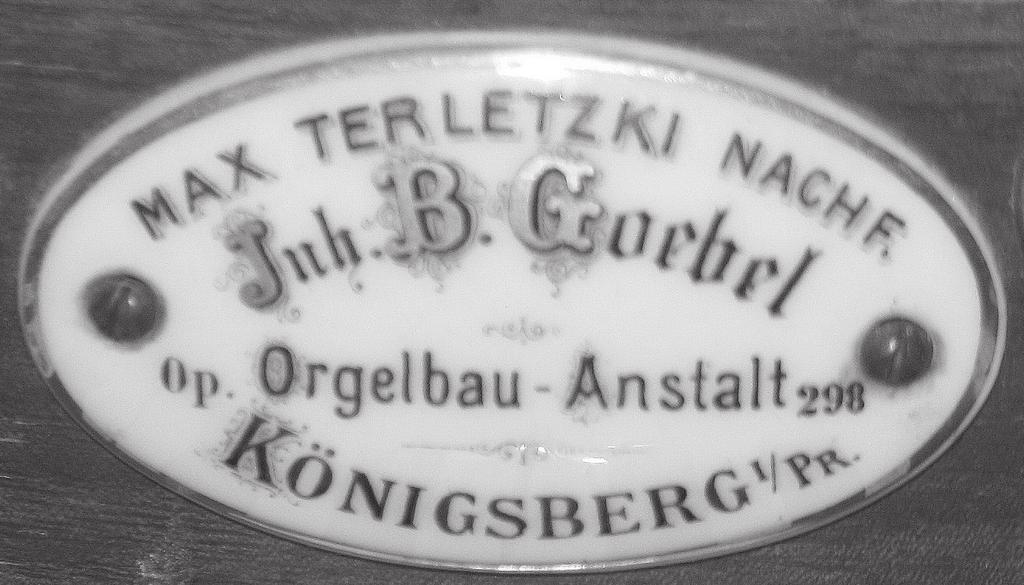 MAX TERLETZKI NACHF.
Inh. B. Goebel
Op. Orgelbau-Anstalt 298
KÖNIGSBERG I/PR.